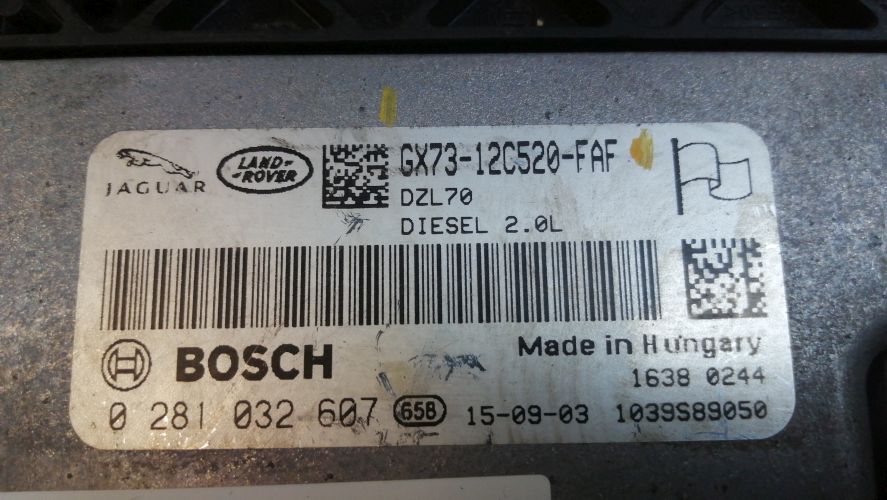 JAGUAR
LAND-
ROVER
GX73-12C520-FAF
DZL70
DIESEL 2.0L
BOSCH
Made in Hungary
1638 0244
0 281 032 607 65B 15-09-03 1039S89050